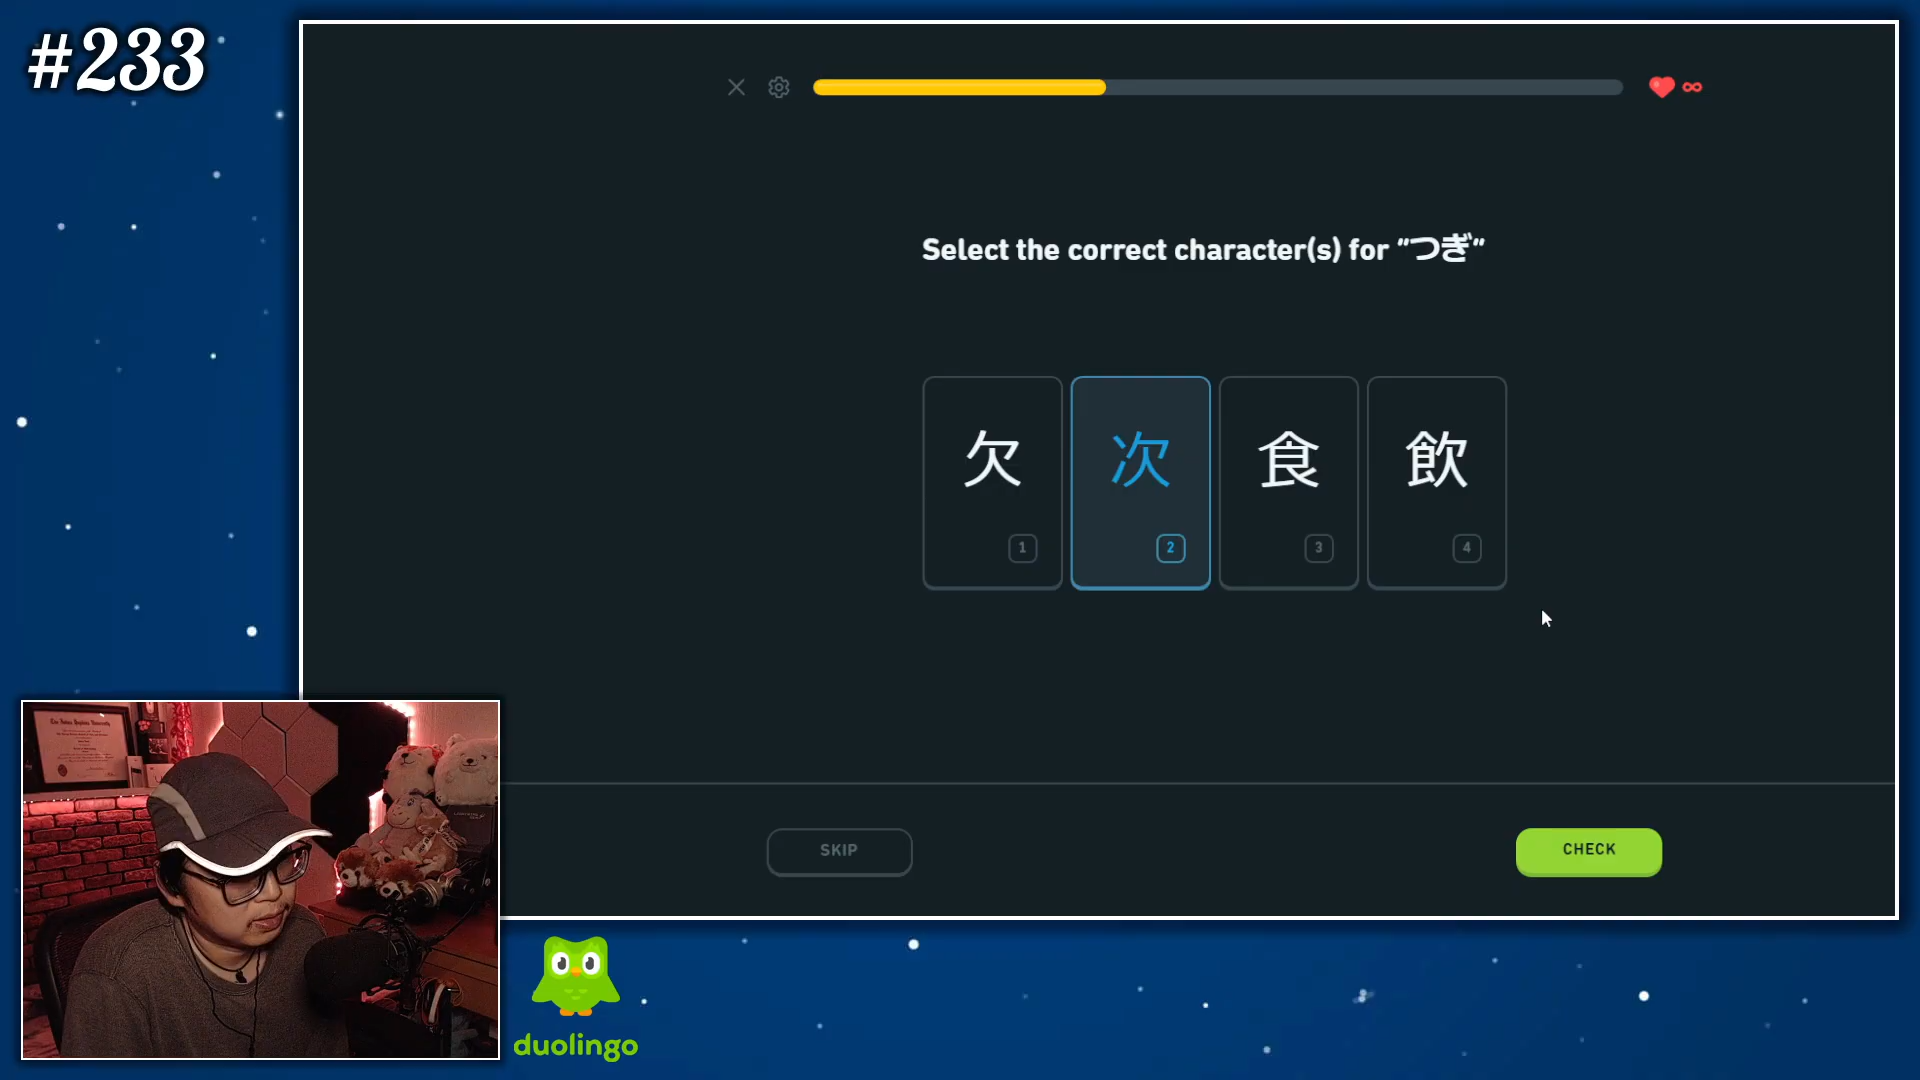 #233
∞
Select the correct character(s) for “つぎ”
欠 次 食 飲
1 2 3 4
SKIP
CHECK
duolingo